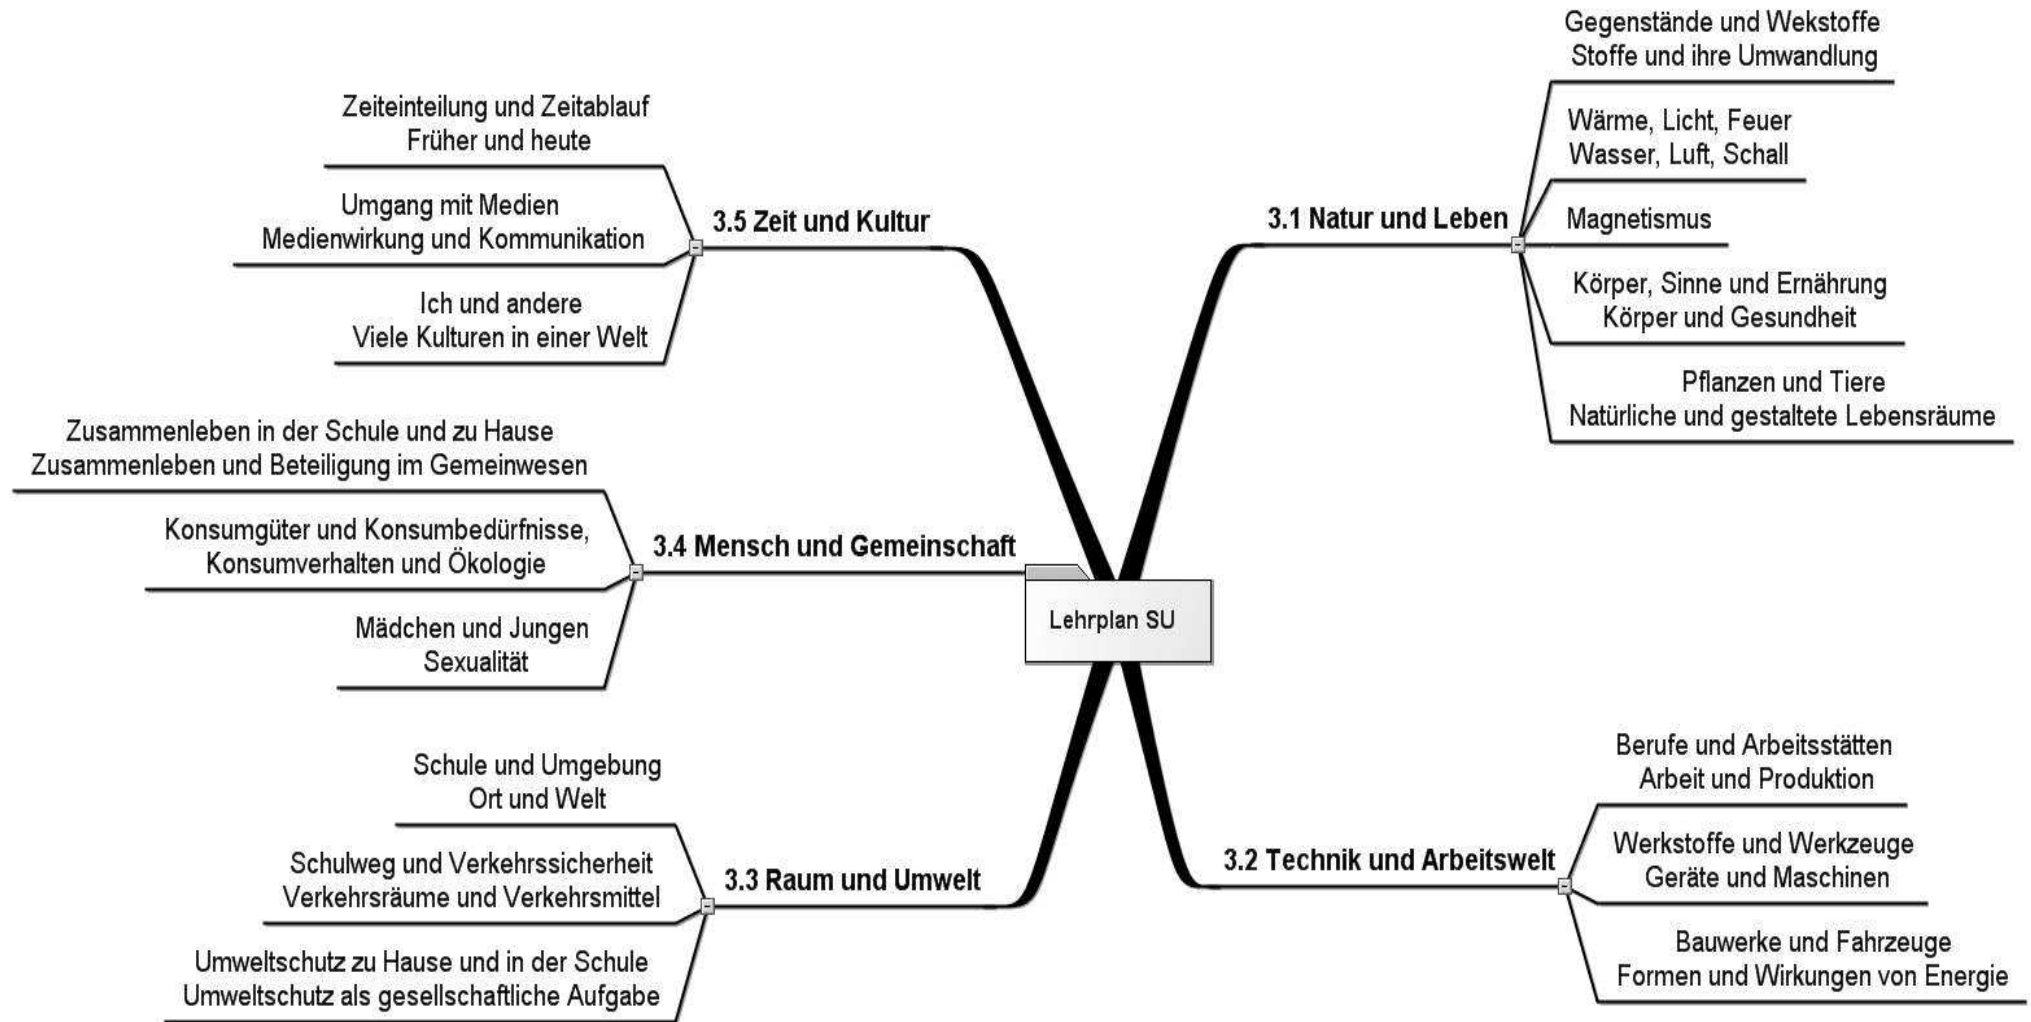 Lehrplan SU
3.1 Natur und Leben
Gegenstände und Wekstoffe
Stoffe und ihre Umwandlung
Wärme, Licht, Feuer
Wasser, Luft, Schall
Magnetismus
Körper, Sinne und Ernährung
Körper und Gesundheit
Pflanzen und Tiere
Natürliche und gestaltete Lebensräume
3.2 Technik und Arbeitswelt
Berufe und Arbeitsstätten
Arbeit und Produktion
Werkstoffe und Werkzeuge
Geräte und Maschinen
Bauwerke und Fahrzeuge
Formen und Wirkungen von Energie
3.3 Raum und Umwelt
Schule und Umgebung
Ort und Welt
Schulweg und Verkehrssicherheit
Verkehrsräume und Verkehrsmittel
Umweltschutz zu Hause und in der Schule
Umweltschutz als gesellschaftliche Aufgabe
3.4 Mensch und Gemeinschaft
Zusammenleben in der Schule und zu Hause
Zusammenleben und Beteiligung im Gemeinwesen
Konsumgüter und Konsumbedürfnisse,
Konsumverhalten und Ökologie
Mädchen und Jungen
Sexualität
3.5 Zeit und Kultur
Zeiteinteilung und Zeitablauf
Früher und heute
Umgang mit Medien
Medienwirkung und Kommunikation
Ich und andere
Viele Kulturen in einer Welt